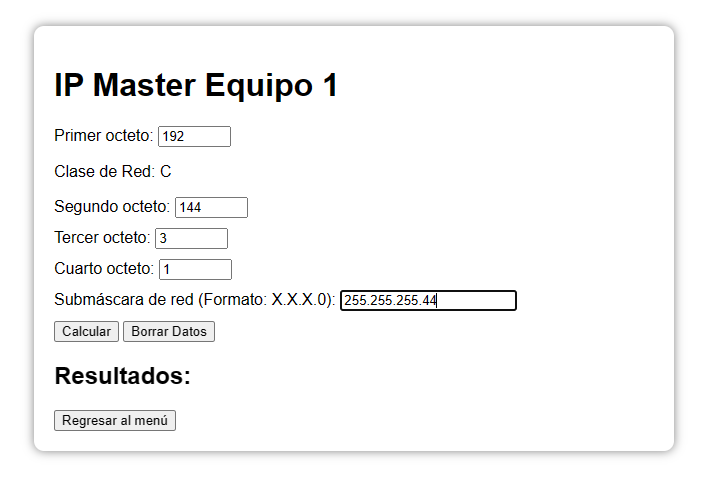 IP Master Equipo 1
Primer octeto: 192
Clase de Red: C
Segundo octeto: 144
Tercer octeto: 3
Cuarto octeto: 1
Submáscara de red (Formato: X.X.X.0): 255.255.255.44
Calcular Borrar Datos
Resultados:
Regresar al menú